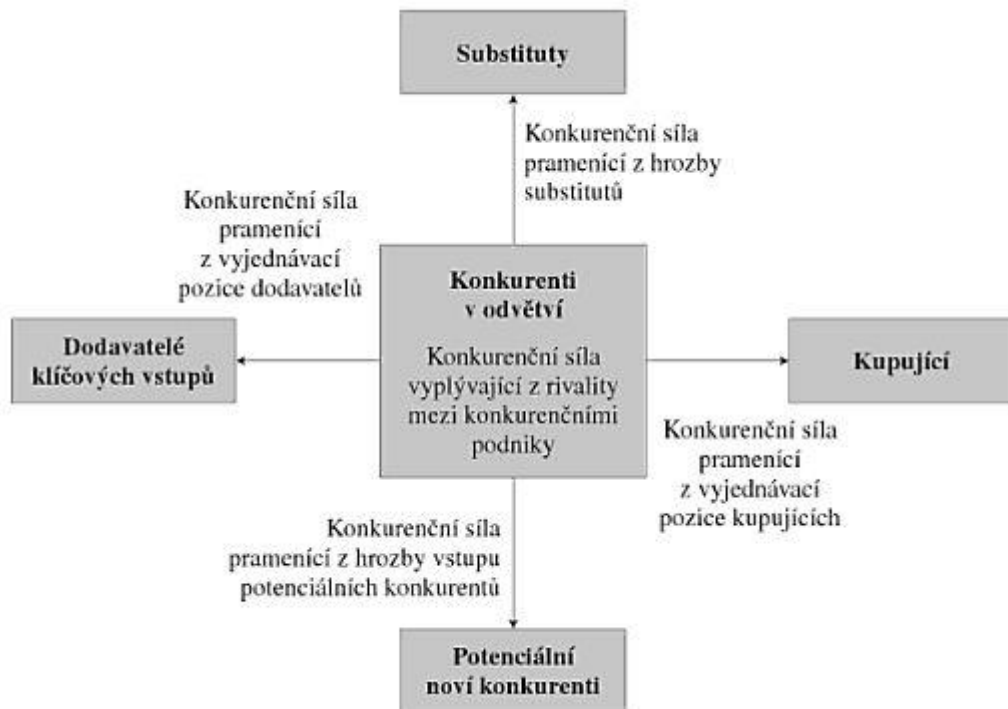 Substituty
Konkurenční síla
pramenící z hrozby
substitutů
Konkurenční síla
pramenící
z vyjednávací
pozice dodavatelů
Dodavatelé
klíčových vstupů
Konkurenti
v odvětví
Konkurenční síla
vyplývající z rivality
mezi konkurenčními
podniky
Kupující
Konkurenční síla
pramenící
z vyjednávací
pozice kupujících
Konkurenční síla
pramenící z hrozby vstupu
potenciálních konkurentů
Potenciální
noví konkurenti